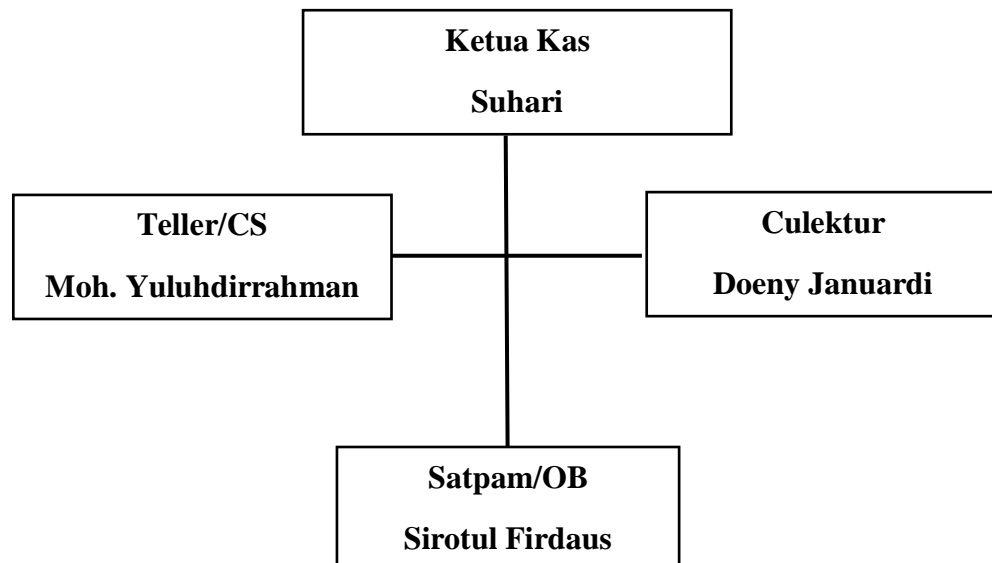 Ketua Kas
Suhari
Teller/CS
Moh. Yuluhdirrahman
Culektur
Doeny Januardi
Satpam/OB
Sirotul Firdaus